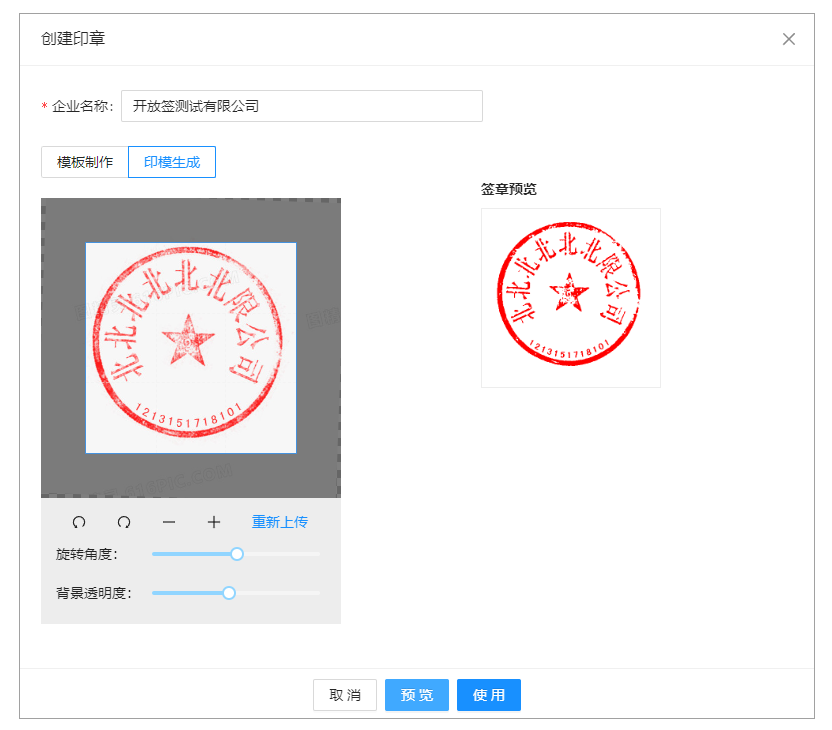 创建印章
* 企业名称： 开放签测试有限公司
模板制作 印模生成
签章预览
北北北北北北限公司
1213151718101
北北北北北北限公司
1213151718101
重新上传
旋转角度：
背景透明度：
取 消 预 览 使 用